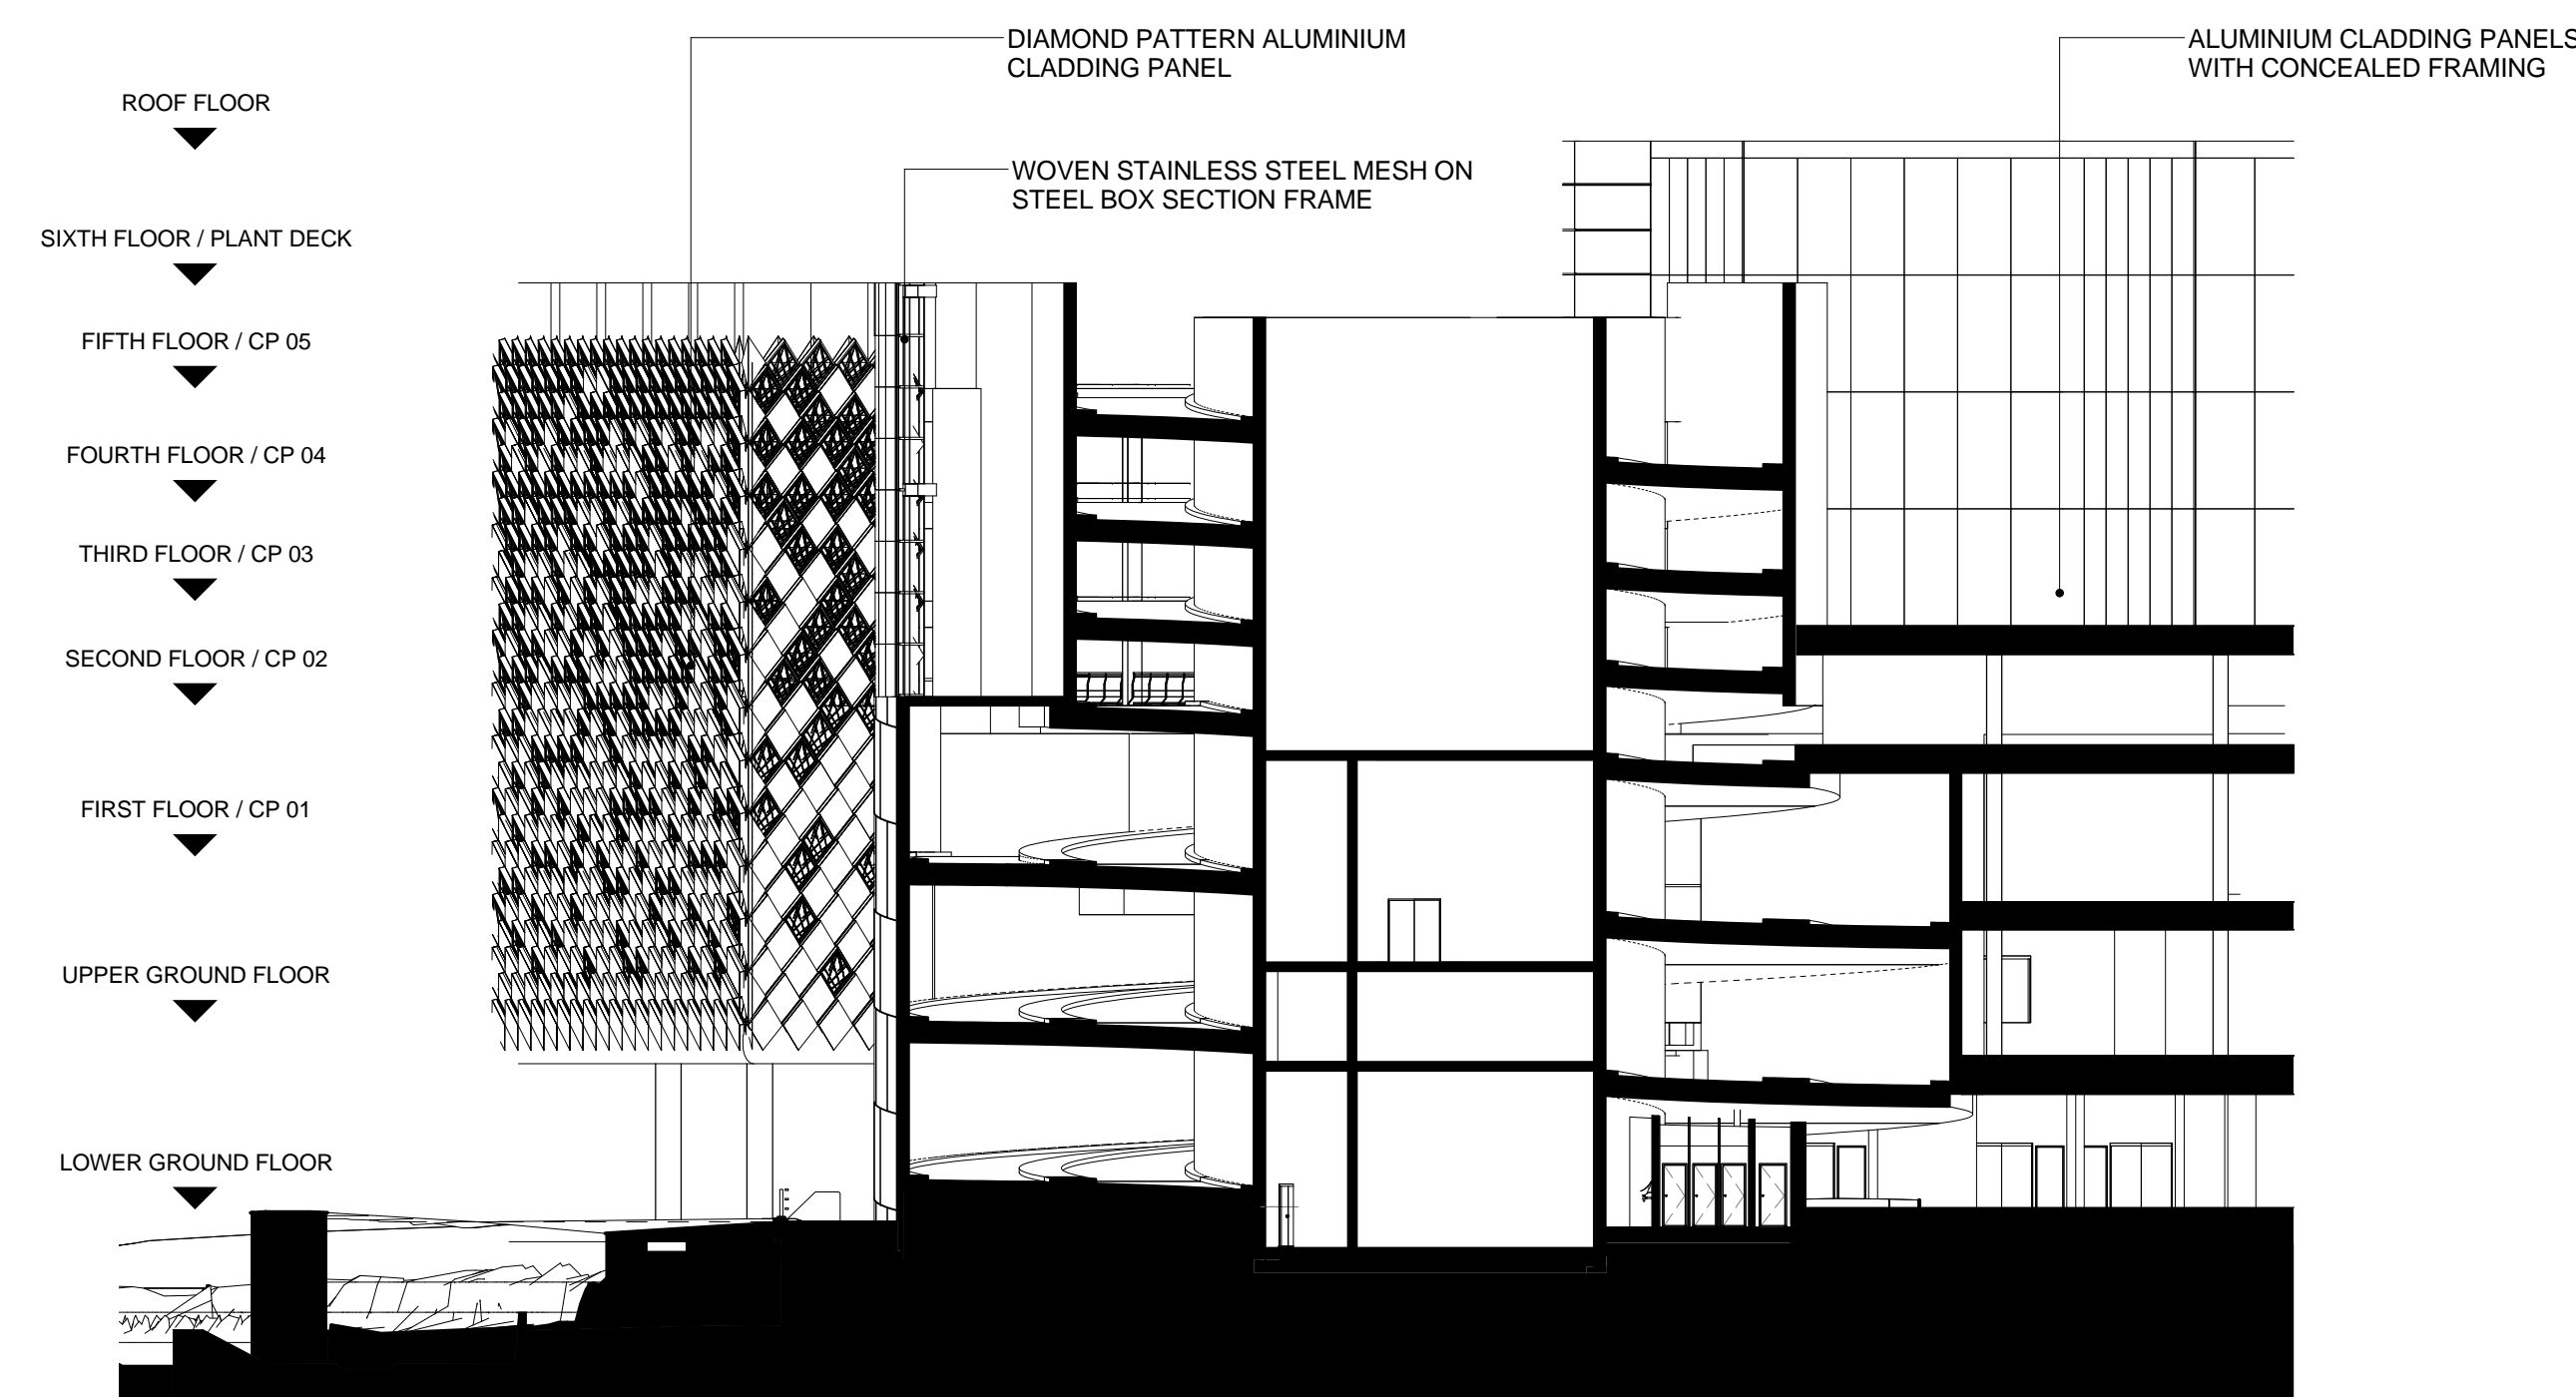 DIAMOND PATTERN ALUMINIUM
CLADDING PANEL
ALUMINIUM CLADDING PANELS
WITH CONCEALED FRAMING
ROOF FLOOR
WOVEN STAINLESS STEEL MESH ON
STEEL BOX SECTION FRAME
SIXTH FLOOR / PLANT DECK
FIFTH FLOOR / CP 05
FOURTH FLOOR / CP 04
THIRD FLOOR / CP 03
SECOND FLOOR / CP 02
FIRST FLOOR / CP 01
UPPER GROUND FLOOR
LOWER GROUND FLOOR